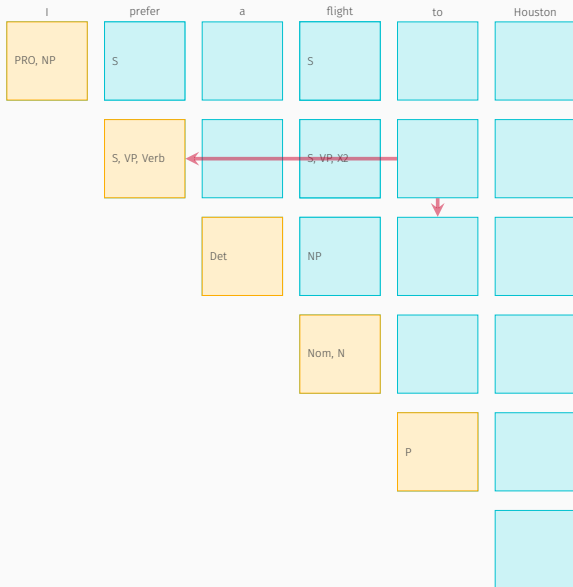 I prefer a flight to Houston
PRO, NP S S
S, VP, Verb S, VP, X2
Det NP
Nom, N
P